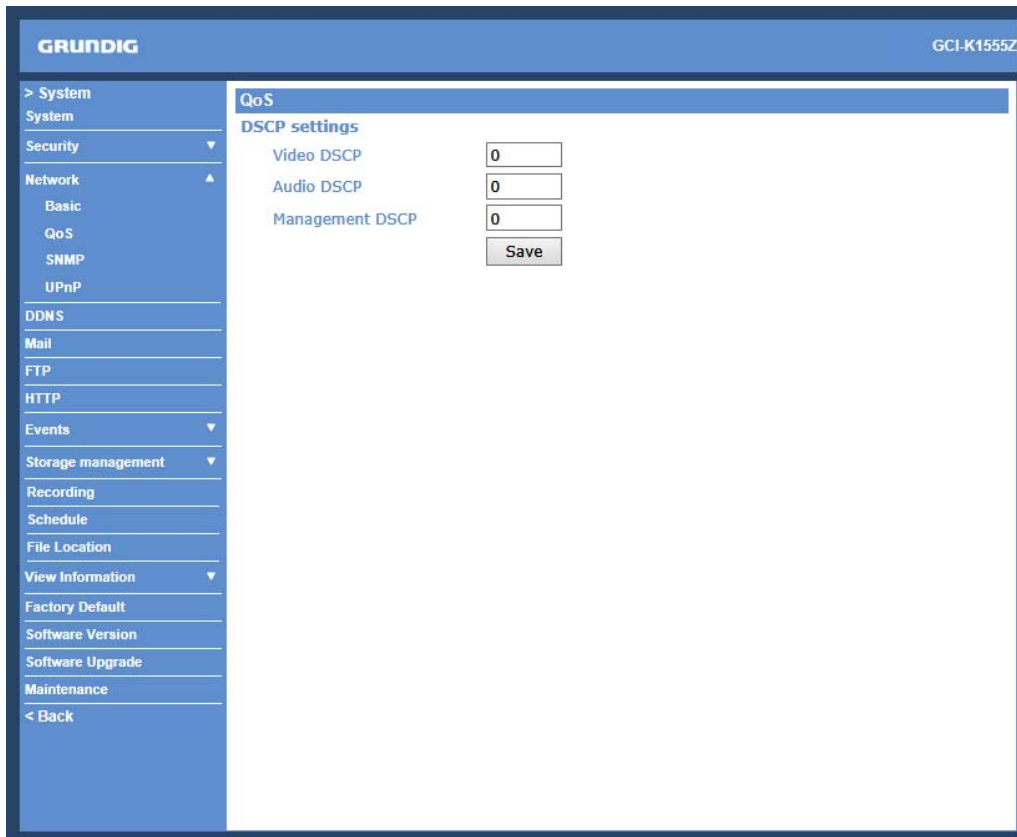 GRUNDIG
GCI-K1555Z
> System
System
Security
Network
Basic
QoS
SNMP
UPnP
DDNS
Mail
FTP
HTTP
Events
Storage management
Recording
Schedule
File Location
View Information
Factory Default
Software Version
Software Upgrade
Maintenance
< Back
QoS
DSCP settings
Video DSCP 0
Audio DSCP 0
Management DSCP 0
Save